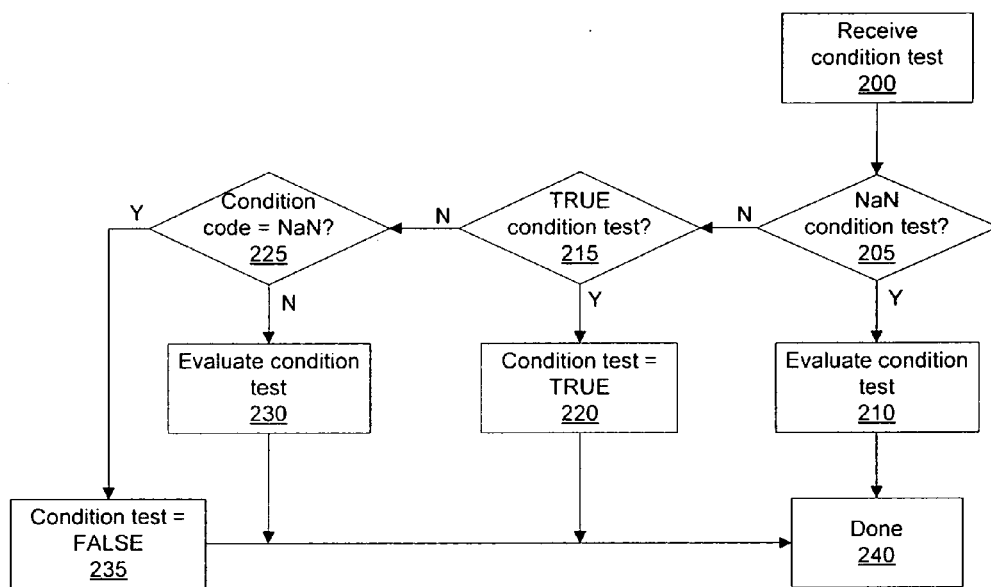 Receive
condition test
200
NaN
condition test?
205
Y
N
TRUE
condition test?
215
Y
N
Condition
code = NaN?
225
Y
N
Evaluate condition
test
230
Condition test =
TRUE
220
Evaluate condition
test
210
Condition test =
FALSE
235
Done
240